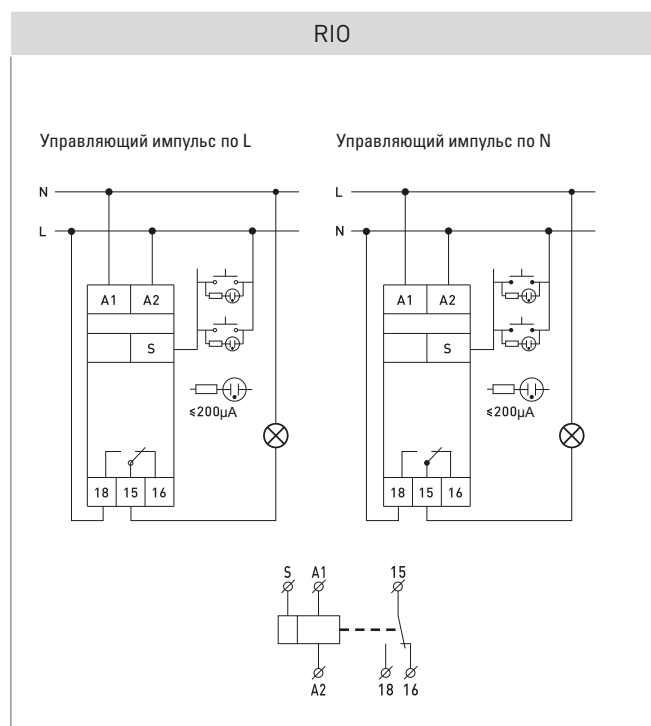 RIO
Управляющий импульс по L
Управляющий импульс по N
N
L
A1 A2
S
≤200µA
18 15 16
L
N
A1 A2
S
≤200µA
18 15 16
S A1 15
A2 18 16